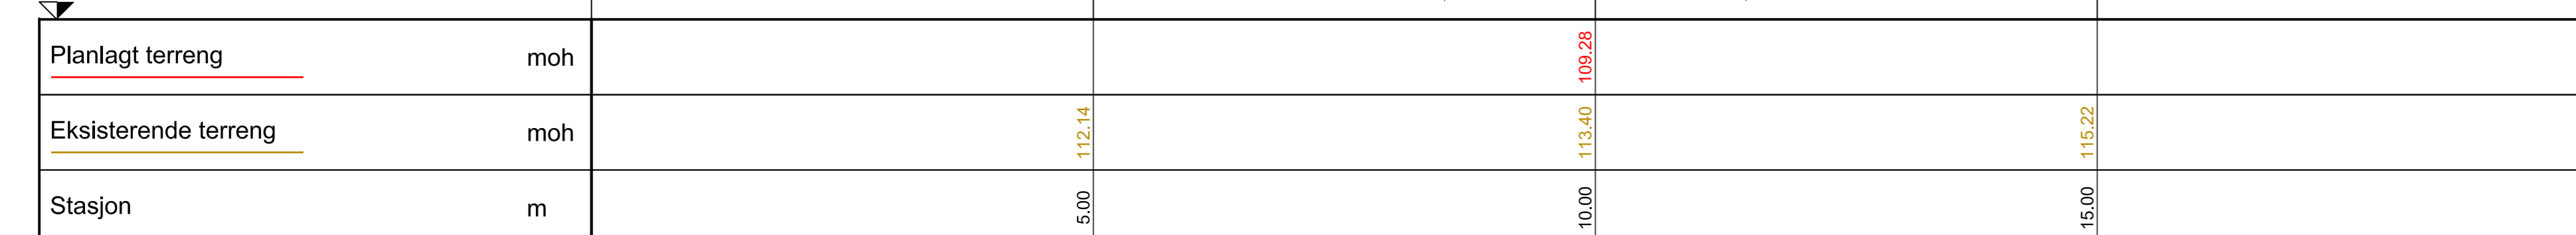 Planlagt terreng moh 109.28
Eksisterende terreng moh 112.14 113.40 115.22
Stasjon m 5.00 10.00 15.00